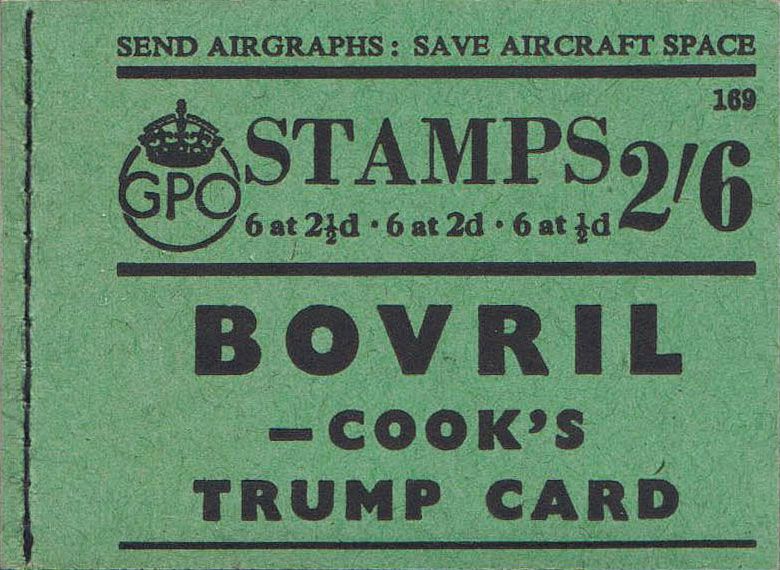 SEND AIRGRAPHS: SAVE AIRCRAFT SPACE
169
GPO
STAMPS 2/6
6 at 2½d · 6 at 2d · 6 at ½d
BOVRIL
—COOK'S
TRUMP CARD